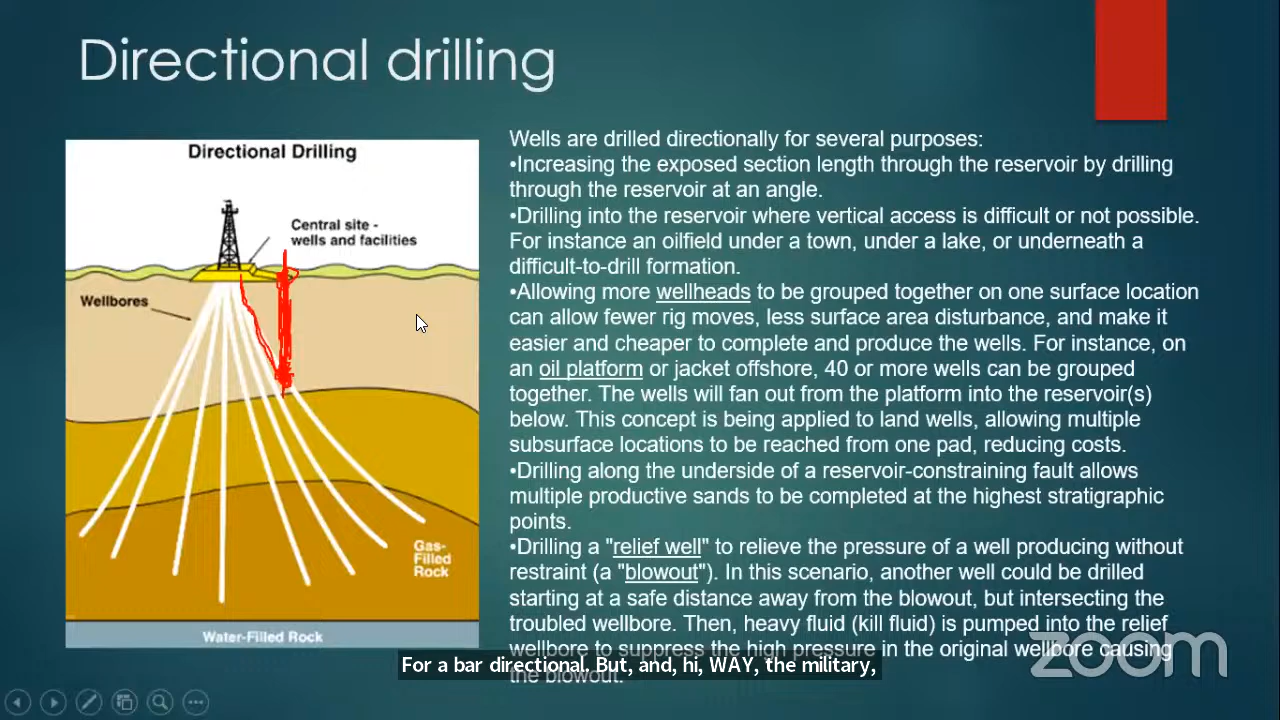 Directional drilling
Directional Drilling
Central site -
wells and facilities
Wellbores
Gas-
Filled
Rock
Water-Filled Rock
Wells are drilled directionally for several purposes:
•Increasing the exposed section length through the reservoir by drilling
through the reservoir at an angle.
•Drilling into the reservoir where vertical access is difficult or not possible.
For instance an oilfield under a town, under a lake, or underneath a
difficult-to-drill formation.
•Allowing more wellheads to be grouped together on one surface location
can allow fewer rig moves, less surface area disturbance, and make it
easier and cheaper to complete and produce the wells. For instance, on
an oil platform or jacket offshore, 40 or more wells can be grouped
together. The wells will fan out from the platform into the reservoir(s)
below. This concept is being applied to land wells, allowing multiple
subsurface locations to be reached from one pad, reducing costs.
•Drilling along the underside of a reservoir-constraining fault allows
multiple productive sands to be completed at the highest stratigraphic
points.
•Drilling a "relief well" to relieve the pressure of a well producing without
restraint (a "blowout"). In this scenario, another well could be drilled
starting at a safe distance away from the blowout, but intersecting the
troubled wellbore. Then, heavy fluid (kill fluid) is pumped into the relief
wellbore to suppress the high pressure in the original wellbore causing
the blowout.
For a bar directional. But, and, hi, WAY, the military,
zoom